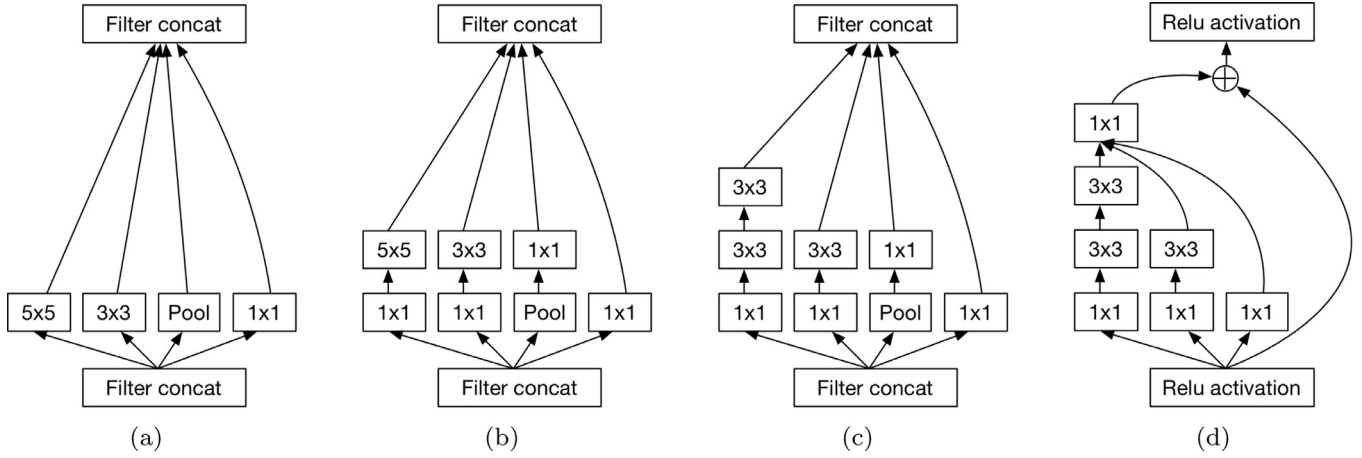 Filter concat
5x5 3x3 Pool 1x1
Filter concat
(a)
Filter concat
5x5 3x3 1x1
1x1 1x1 Pool 1x1
Filter concat
(b)
Filter concat
3x3
3x3 3x3 1x1
1x1 1x1 Pool 1x1
Filter concat
(c)
Relu activation
1x1
3x3
3x3 3x3
1x1 1x1 1x1
Relu activation
(d)